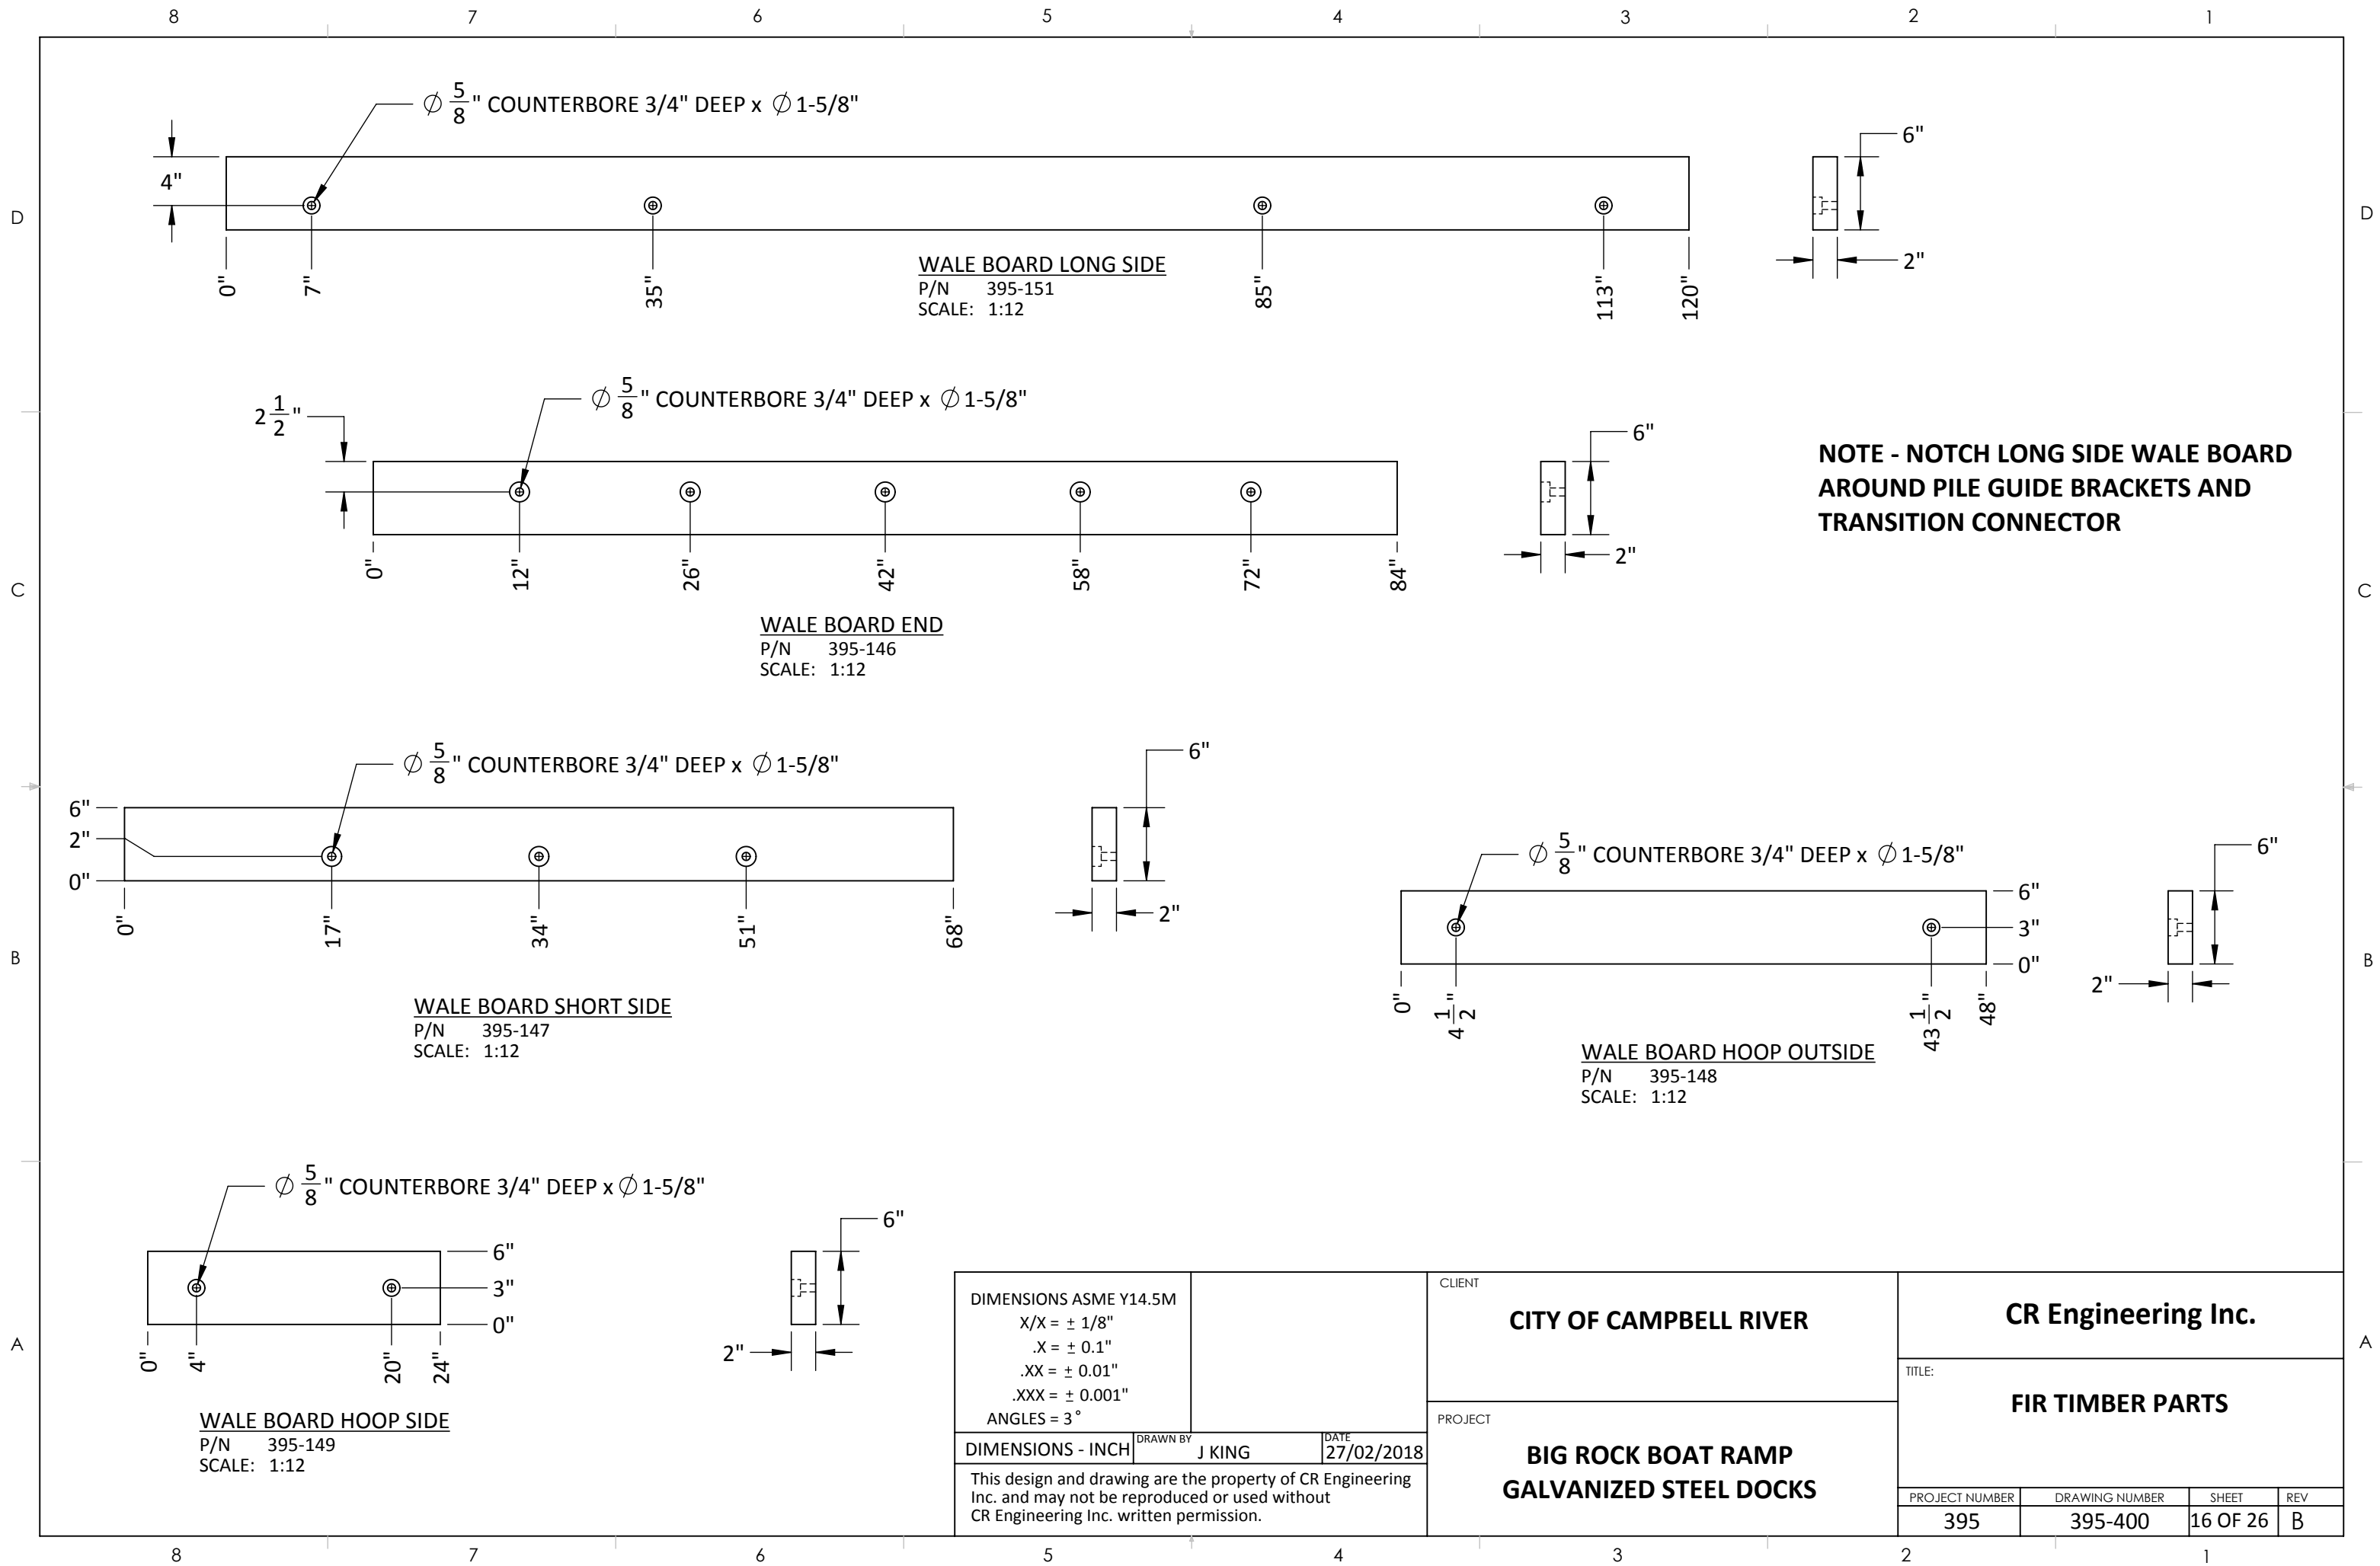 8 7 6 5 4 3 2 1
D
C
B
A
D
C
B
A
∅ 5/8" COUNTERBORE 3/4" DEEP x ∅ 1-5/8"
4"
0" 7" 35" 85" 113" 120"
6"
2"
WALE BOARD LONG SIDE
P/N 395-151
SCALE: 1:12
∅ 5/8" COUNTERBORE 3/4" DEEP x ∅ 1-5/8"
2 1/2"
0" 12" 26" 42" 58" 72" 84"
6"
2"
WALE BOARD END
P/N 395-146
SCALE: 1:12
NOTE - NOTCH LONG SIDE WALE BOARD
AROUND PILE GUIDE BRACKETS AND
TRANSITION CONNECTOR
∅ 5/8" COUNTERBORE 3/4" DEEP x ∅ 1-5/8"
6"
2"
0"
0" 17" 34" 51" 68"
6"
2"
WALE BOARD SHORT SIDE
P/N 395-147
SCALE: 1:12
∅ 5/8" COUNTERBORE 3/4" DEEP x ∅ 1-5/8"
6"
3"
0"
0" 4 1/2" 43 1/2" 48"
6"
2"
WALE BOARD HOOP OUTSIDE
P/N 395-148
SCALE: 1:12
∅ 5/8" COUNTERBORE 3/4" DEEP x ∅ 1-5/8"
6"
3"
0"
0" 4" 20" 24"
6"
2"
WALE BOARD HOOP SIDE
P/N 395-149
SCALE: 1:12
DIMENSIONS ASME Y14.5M
X/X = ± 1/8"
.X = ± 0.1"
.XX = ± 0.01"
.XXX = ± 0.001"
ANGLES = 3°
DIMENSIONS - INCH
DRAWN BY
J KING
DATE
27/02/2018
This design and drawing are the property of CR Engineering
Inc. and may not be reproduced or used without
CR Engineering Inc. written permission.
CLIENT
CITY OF CAMPBELL RIVER
PROJECT
BIG ROCK BOAT RAMP
GALVANIZED STEEL DOCKS
CR Engineering Inc.
TITLE:
FIR TIMBER PARTS
PROJECT NUMBER DRAWING NUMBER SHEET REV
395 395-400 16 OF 26 B
8 7 6 5 4 3 2 1